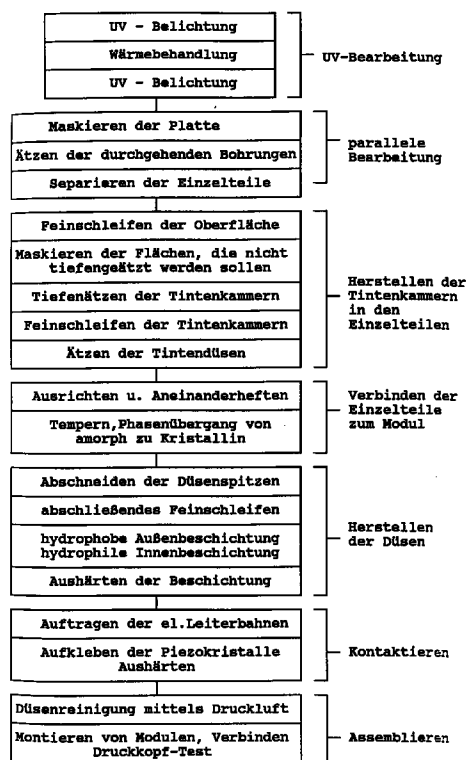 UV - Belichtung
Wärmebehandlung
UV - Belichtung
UV-Bearbeitung
Maskieren der Platte
Ätzen der durchgehenden Bohrungen
Separieren der Einzelteile
parallele
Bearbeitung
Feinschleifen der Oberfläche
Maskieren der Flächen, die nicht
tiefengeätzt werden sollen
Tiefenätzen der Tintenkammern
Feinschleifen der Tintenkammern
Ätzen der Tintendüsen
Herstellen der
Tintenkammern
in den
Einzelteilen
Ausrichten u. Aneinanderheften
Tempern,Phasenübergang von
amorph zu Kristallin
Verbinden der
Einzelteile
zum Modul
Abschneiden der Düsenspitzen
abschließendes Feinschleifen
hydrophobe Außenbeschichtung
hydrophile Innenbeschichtung
Aushärten der Beschichtung
Herstellen
der Düsen
Auftragen der el.Leiterbahnen
Aufkleben der Piezokristalle
Aushärten
Kontaktieren
Düsenreinigung mittels Druckluft
Montieren von Modulen, Verbinden
Druckkopf-Test
Assemblieren